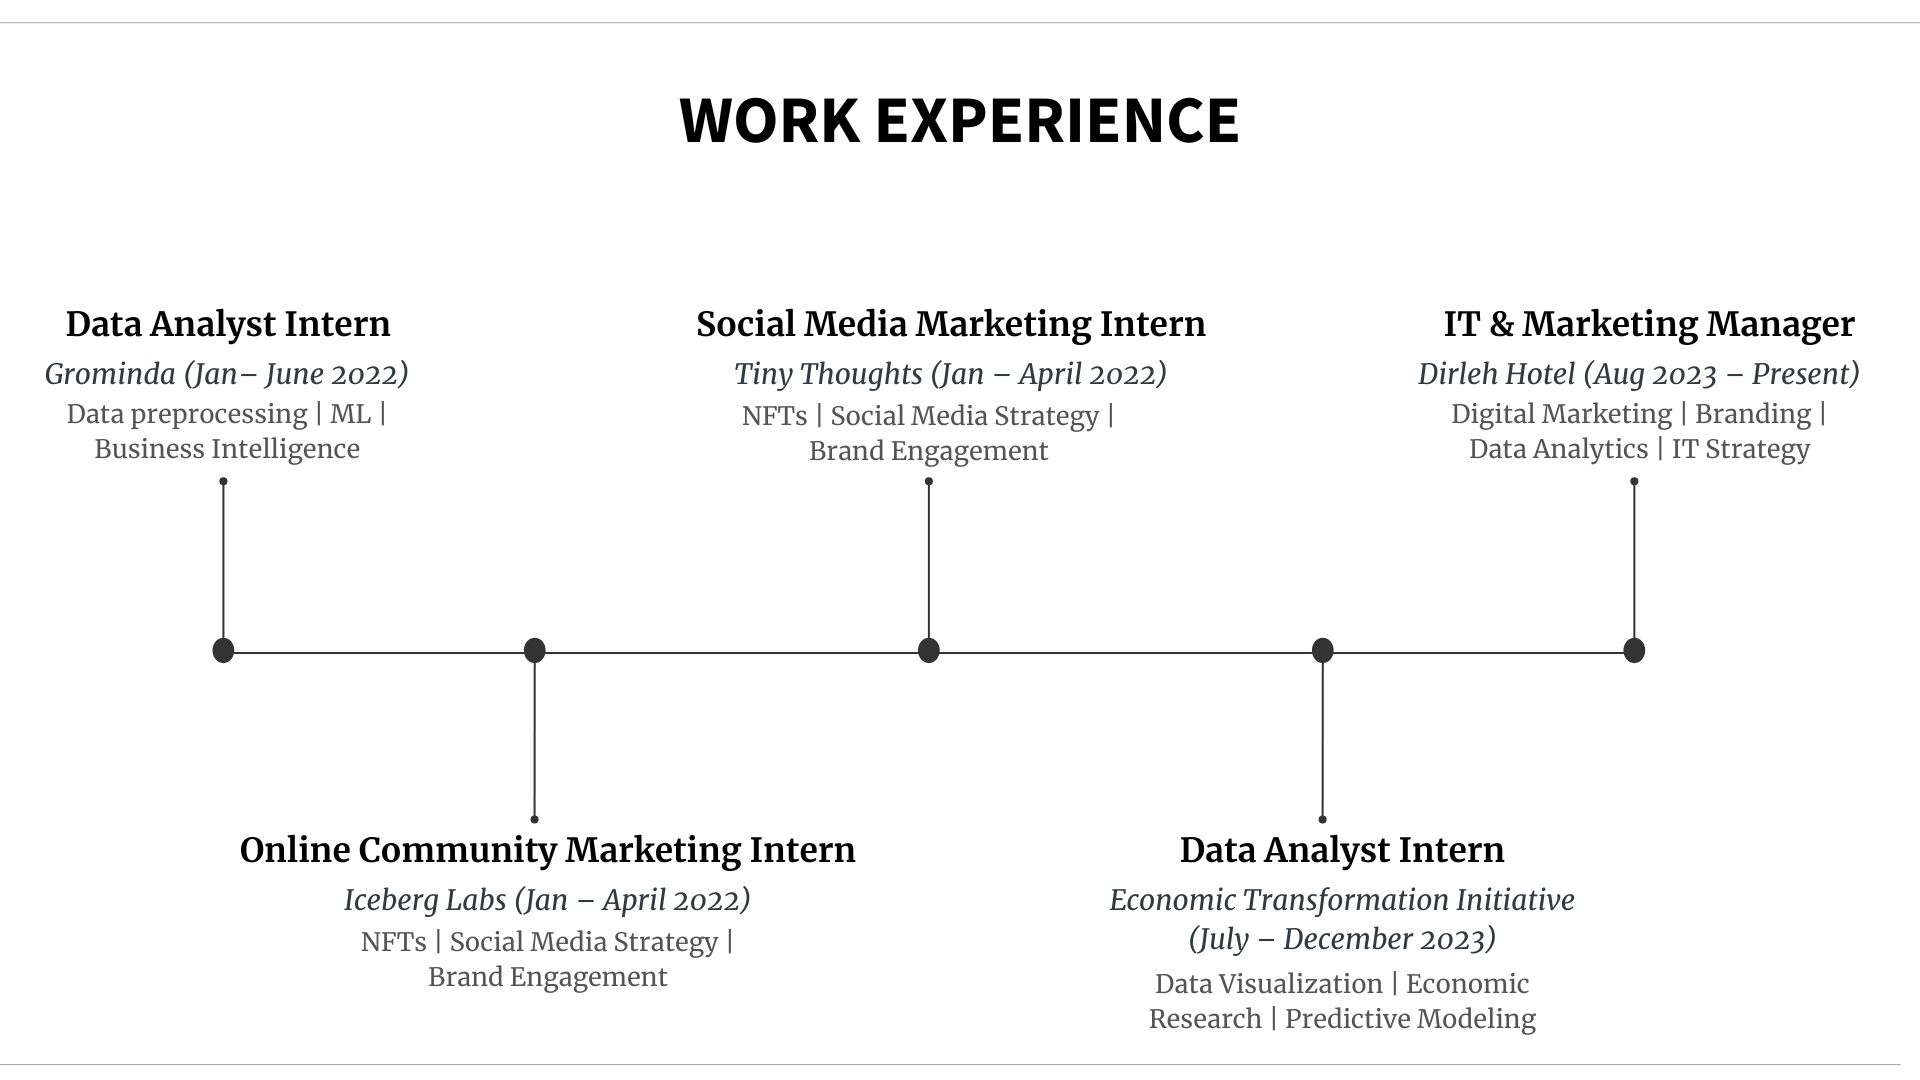 WORK EXPERIENCE
Data Analyst Intern
Grominda (Jan– June 2022)
Data preprocessing | ML |
Business Intelligence
Online Community Marketing Intern
Iceberg Labs (Jan – April 2022)
NFTs | Social Media Strategy |
Brand Engagement
Social Media Marketing Intern
Tiny Thoughts (Jan – April 2022)
NFTs | Social Media Strategy |
Brand Engagement
Data Analyst Intern
Economic Transformation Initiative
(July – December 2023)
Data Visualization | Economic
Research | Predictive Modeling
IT & Marketing Manager
Dirleh Hotel (Aug 2023 – Present)
Digital Marketing | Branding |
Data Analytics | IT Strategy